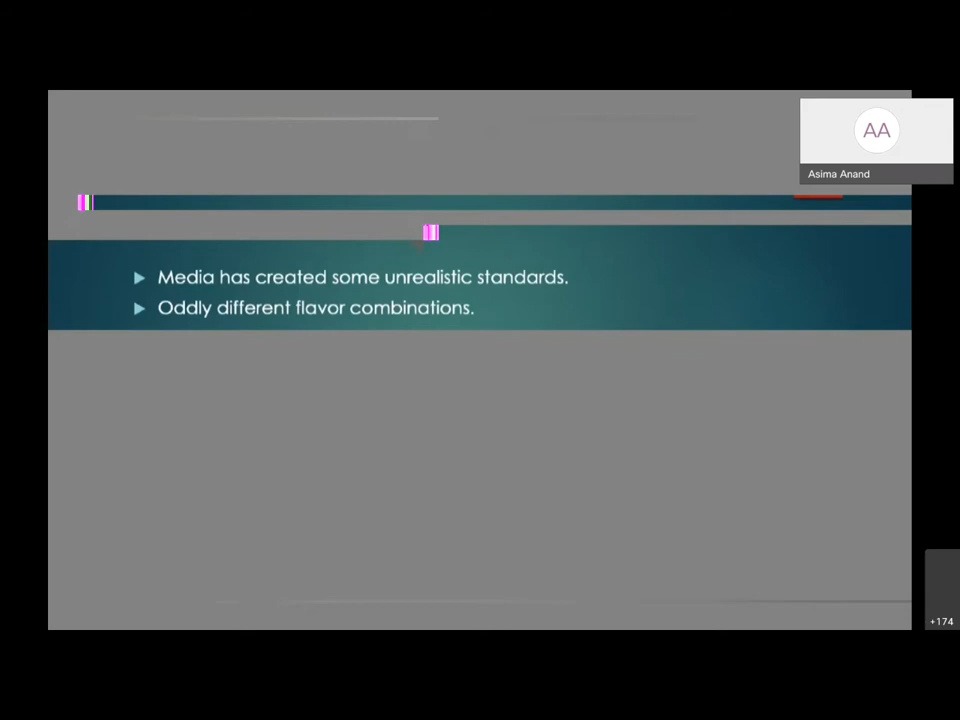 AA
Asima Anand
Media has created some unrealistic standards.
Oddly different flavor combinations.
+174